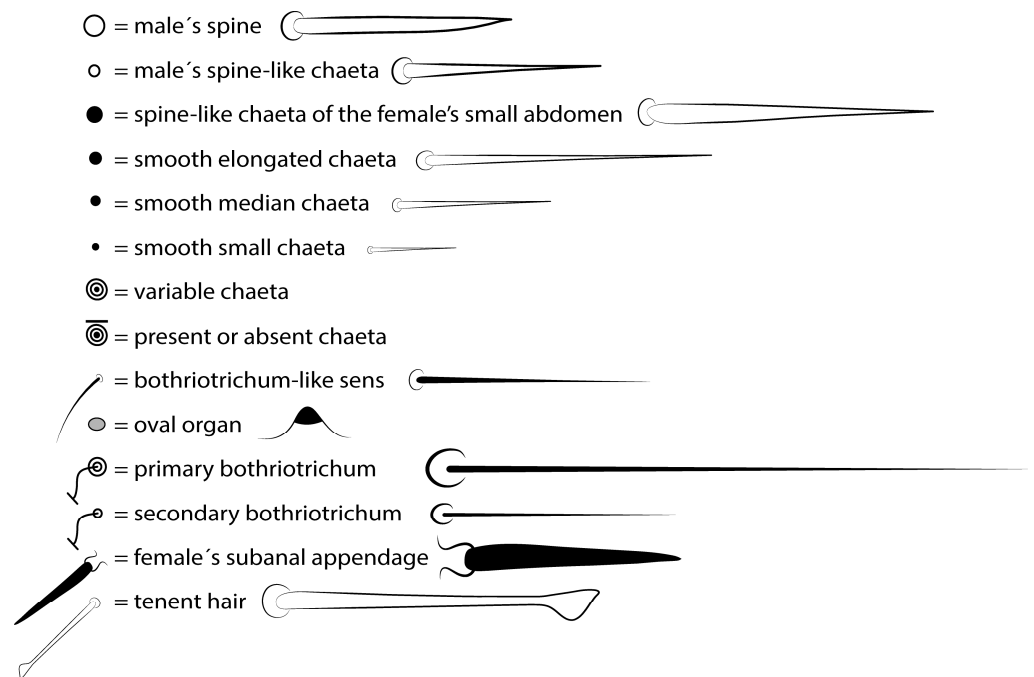 = male´s spine
= male´s spine-like chaeta
= spine-like chaeta of the female’s small abdomen
= smooth elongated chaeta
= smooth median chaeta
= smooth small chaeta
= variable chaeta
= present or absent chaeta
= bothriotrichum-like sens
= oval organ
= primary bothriotrichum
= secondary bothriotrichum
= female´s subanal appendage
= tenent hair